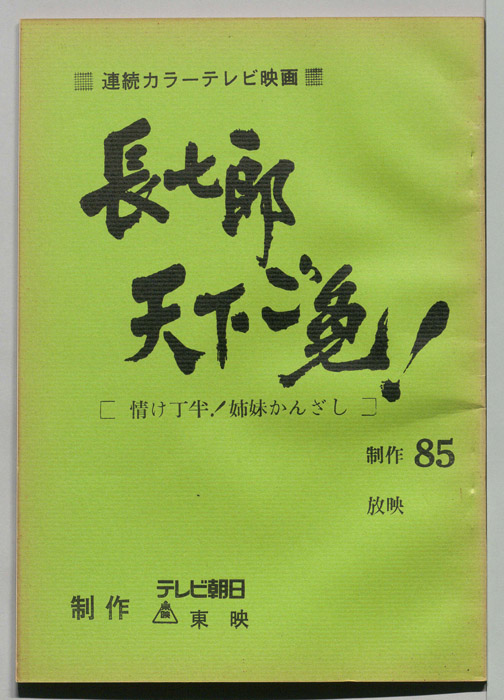 連続カラーテレビ映画
長七郎
天下ご免!
[ 情け丁半!姉妹かんざし ]
制作 85
放映
制作 テレビ朝日
東映 東映